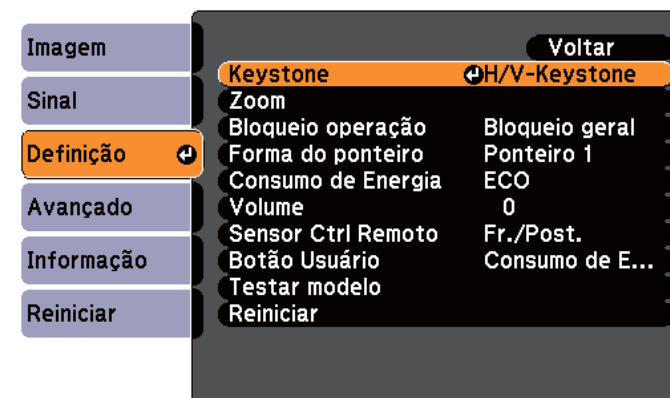 Imagem
Sinal
Definição
Avançado
Informação
Reiniciar
Voltar
Keystone H/V-Keystone
Zoom
Bloqueio operação Bloqueio geral
Forma do ponteiro Ponteiro 1
Consumo de Energia ECO
Volume 0
Sensor Ctrl Remoto Fr./Post.
Botão Usuário Consumo de E...
Testar modelo
Reiniciar